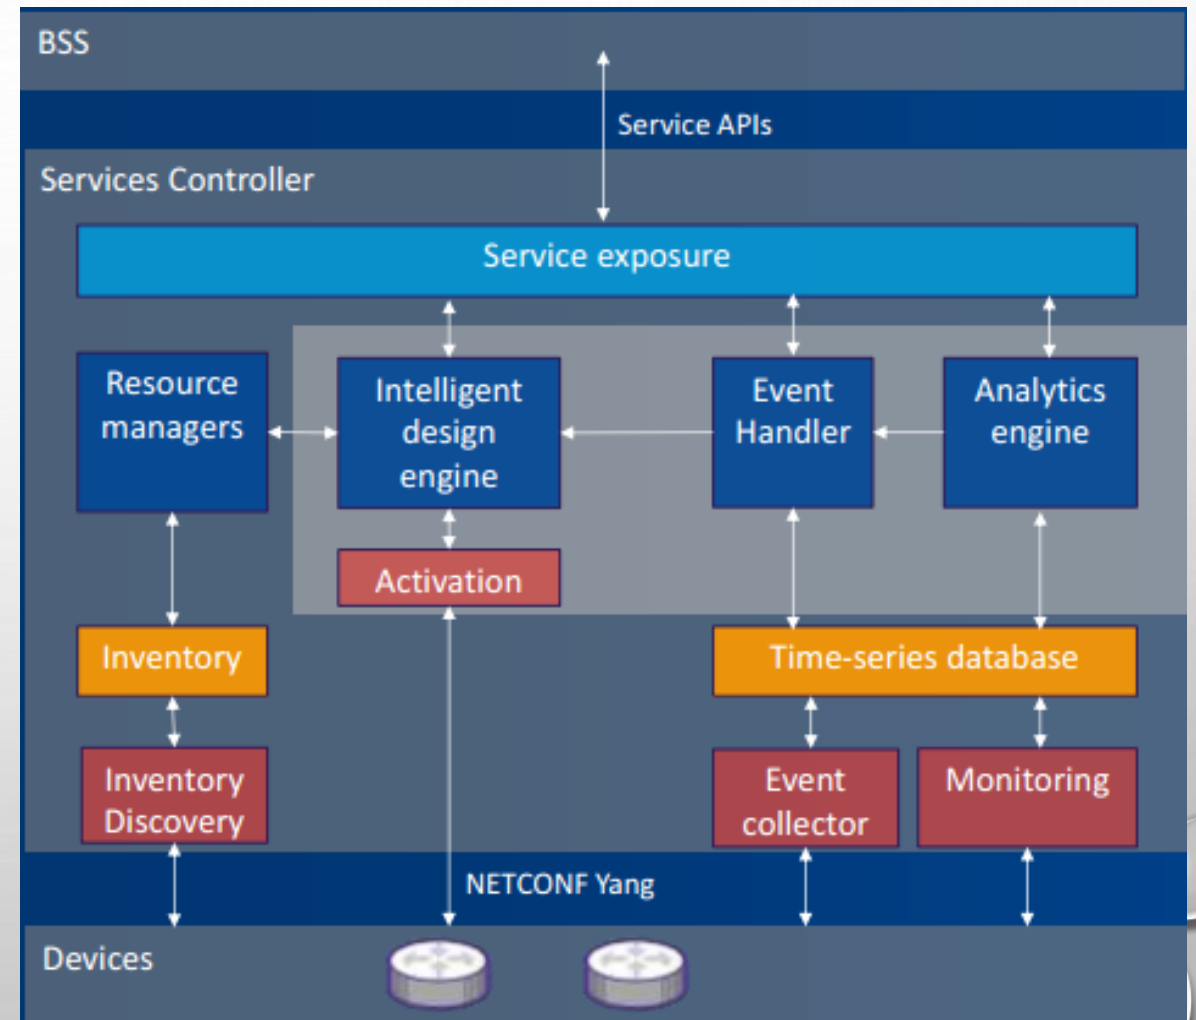 BSS
Service APIs
Services Controller
Service exposure
Resource
managers
Intelligent
design
engine
Event
Handler
Analytics
engine
Activation
Inventory
Time-series database
Inventory
Discovery
Event
collector
Monitoring
NETCONF Yang
Devices